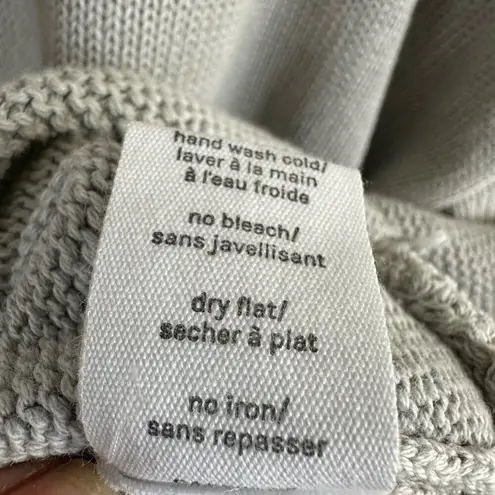 hand wash cold/
laver à la main
à l'eau froide
no bleach/
sans javellisant
dry flat/
secher à plat
no iron/
sans repasser